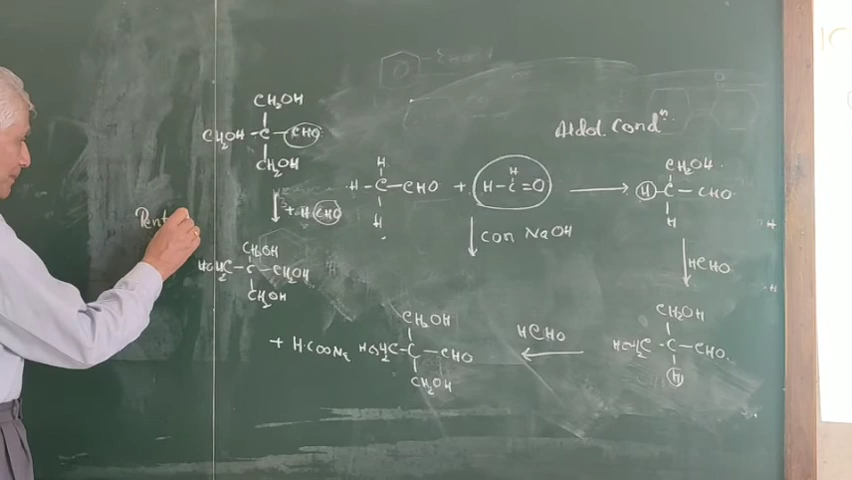 Aldol. Condⁿ
CH₂OH
CH₂OH - C - CHO
CH₂OH
+ H CHO
Pent
CH₂OH
HOH₂C - C - CH₂OH
CH₂OH
+ H·COONa
H
H - C - CHO + H - C = O
H
H
con NaOH
CH₂OH
H - C - CHO
H
HCHO
CH₂OH
HOH₂C - C - CHO
H
HCHO
CH₂OH
HOH₂C - C - CHO
CH₂OH